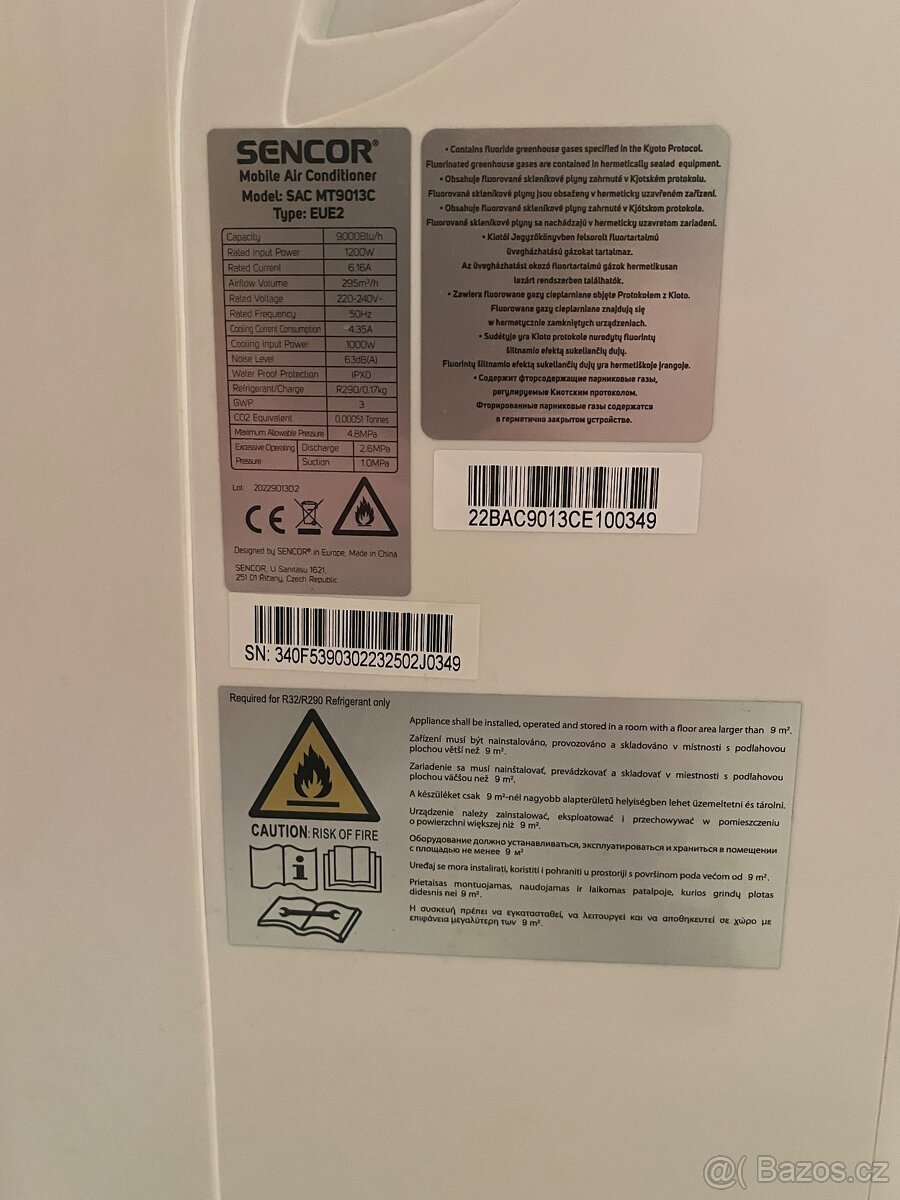 SENCOR®
Mobile Air Conditioner
Model: SAC MT9013C
Type: EUE2
Capacity 9000Btu/h
Rated Input Power 1200W
Rated Current 6.16A
Airflow Volume 295m³/h
Rated Voltage 220-240V~
Rated Frequency 50Hz
Cooling Current Consumption 4.35A
Cooling Input Power 1000W
Noise Level 63dB(A)
Water Proof Protection IPX0
Refrigerant/Charge R290/0.17kg
GWP 3
CO2 Equivalent 0.00051 Tonnes
Maximum Allowable Pressure 4.8MPa
Excessive Operating Pressure Discharge 2.6MPa
Suction 1.0MPa
Lot 2022901302
CE
Designed by SENCOR® in Europe, Made in China
SENCOR, U Sanitasu 1621,
251 01 Říčany, Czech Republic
• Contains fluoride greenhouse gases specified in the Kyoto Protocol.
Fluorinated greenhouse gases are contained in hermetically sealed equipment.
• Obsahuje fluorované skleníkové plyny zahrnuté v Kjótském protokolu.
Fluorované skleníkové plyny jsou obsaženy v hermeticky uzavřeném zařízení.
• Obsahuje fluorované skleníkové plyny zahrnuté v Kjótskom protokole.
Fluorované skleníkové plyny sa nachádzajú v hermeticky uzavretom zariadení.
• Kiotói Jegyzőkönyvben felsorolt fluortartalmú
üvegházhatású gázokat tartalmaz.
Az üvegházhatást okozó fluortartalmú gázok hermetikusan
lezárt rendszerben találhatók.
• Zawiera fluorowane gazy cieplarniane objęte Protokołem z Kioto.
Fluorowane gazy cieplarniane znajdują się
w hermetycznie zamkniętych urządzeniach.
• Sudėtyje yra Kioto protokole nurodytų fluorintų
šiltnamio efektą sukeliančių dujų.
Fluorintų šiltnamio efektą sukeliančių dujų yra hermetiškoje įrangoje.
• Содержит фторсодержащие парниковые газы,
регулируемые Киотским протоколом.
Фторированные парниковые газы содержатся
в герметично закрытом устройстве.
22BAC9013CE100349
SN: 340F5390302232502J0349
Required for R32/R290 Refrigerant only
CAUTION: RISK OF FIRE
Appliance shall be installed, operated and stored in a room with a floor area larger than 9 m².
Zařízení musí být nainstalováno, provozováno a skladováno v místnosti s podlahovou
plochou větší než 9 m².
Zariadenie sa musí nainštalovať, prevádzkovať a skladovať v miestnosti s podlahovou
plochou väčšou než 9 m².
A készüléket csak 9 m²-nél nagyobb alapterületű helyiségben lehet üzemeltetni és tárolni.
Urządzenie należy zainstalować, eksploatować i przechowywać w pomieszczeniu
o powierzchni większej niż 9 m².
Оборудование должно устанавливаться, эксплуатироваться и храниться в помещении
с площадью не менее 9 м²
Uređaj se mora instalirati, koristiti i pohraniti u prostoriji s površinom poda većom od 9 m².
Prietaisas montuojamas, naudojamas ir laikomas patalpoje, kurios grindų plotas
didesnis nei 9 m².
Η συσκευή πρέπει να εγκατασταθεί, να λειτουργεί και να αποθηκευτεί σε χώρο με
επιφάνεια μεγαλύτερη των 9 m².
@( Bazos.cz